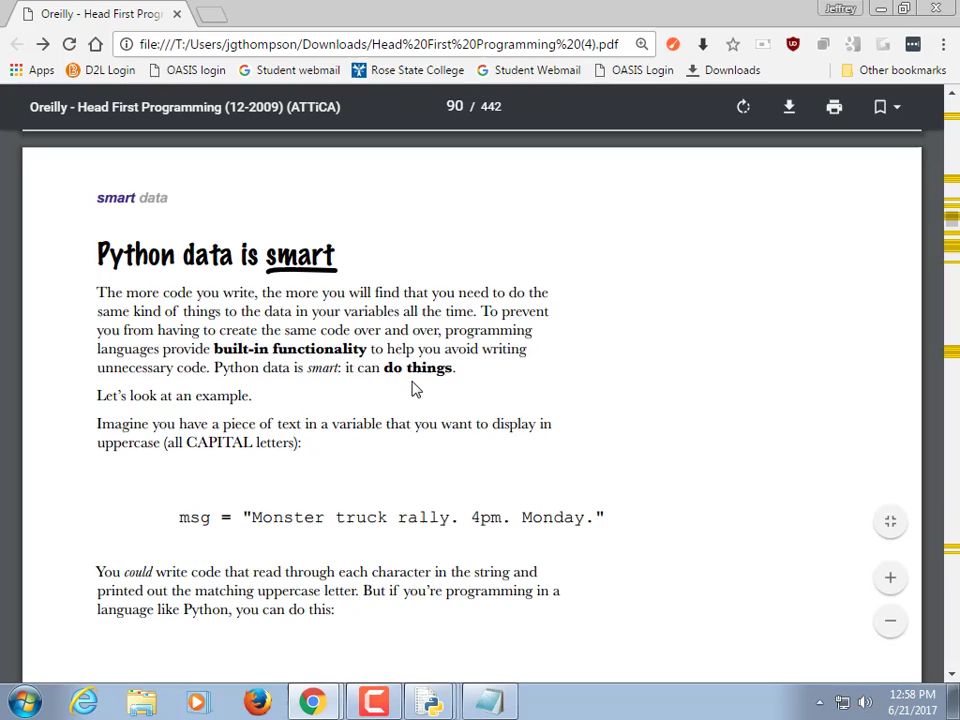 Oreilly - Head First Progr
Jeffrey
file:///T:/Users/jgthompson/Downloads/Head%20First%20Programming%20(4).pdf
Apps D2L Login OASIS login Student webmail Rose State College Student Webmail OASIS Login Downloads Other bookmarks
Oreilly - Head First Programming (12-2009) (ATTiCA) 90 / 442
smart data
Python data is smart
The more code you write, the more you will find that you need to do the
same kind of things to the data in your variables all the time. To prevent
you from having to create the same code over and over, programming
languages provide built-in functionality to help you avoid writing
unnecessary code. Python data is smart: it can do things.
Let's look at an example.
Imagine you have a piece of text in a variable that you want to display in
uppercase (all CAPITAL letters):
msg = "Monster truck rally. 4pm. Monday."
You could write code that read through each character in the string and
printed out the matching uppercase letter. But if you're programming in a
language like Python, you can do this:
12:58 PM
6/21/2017